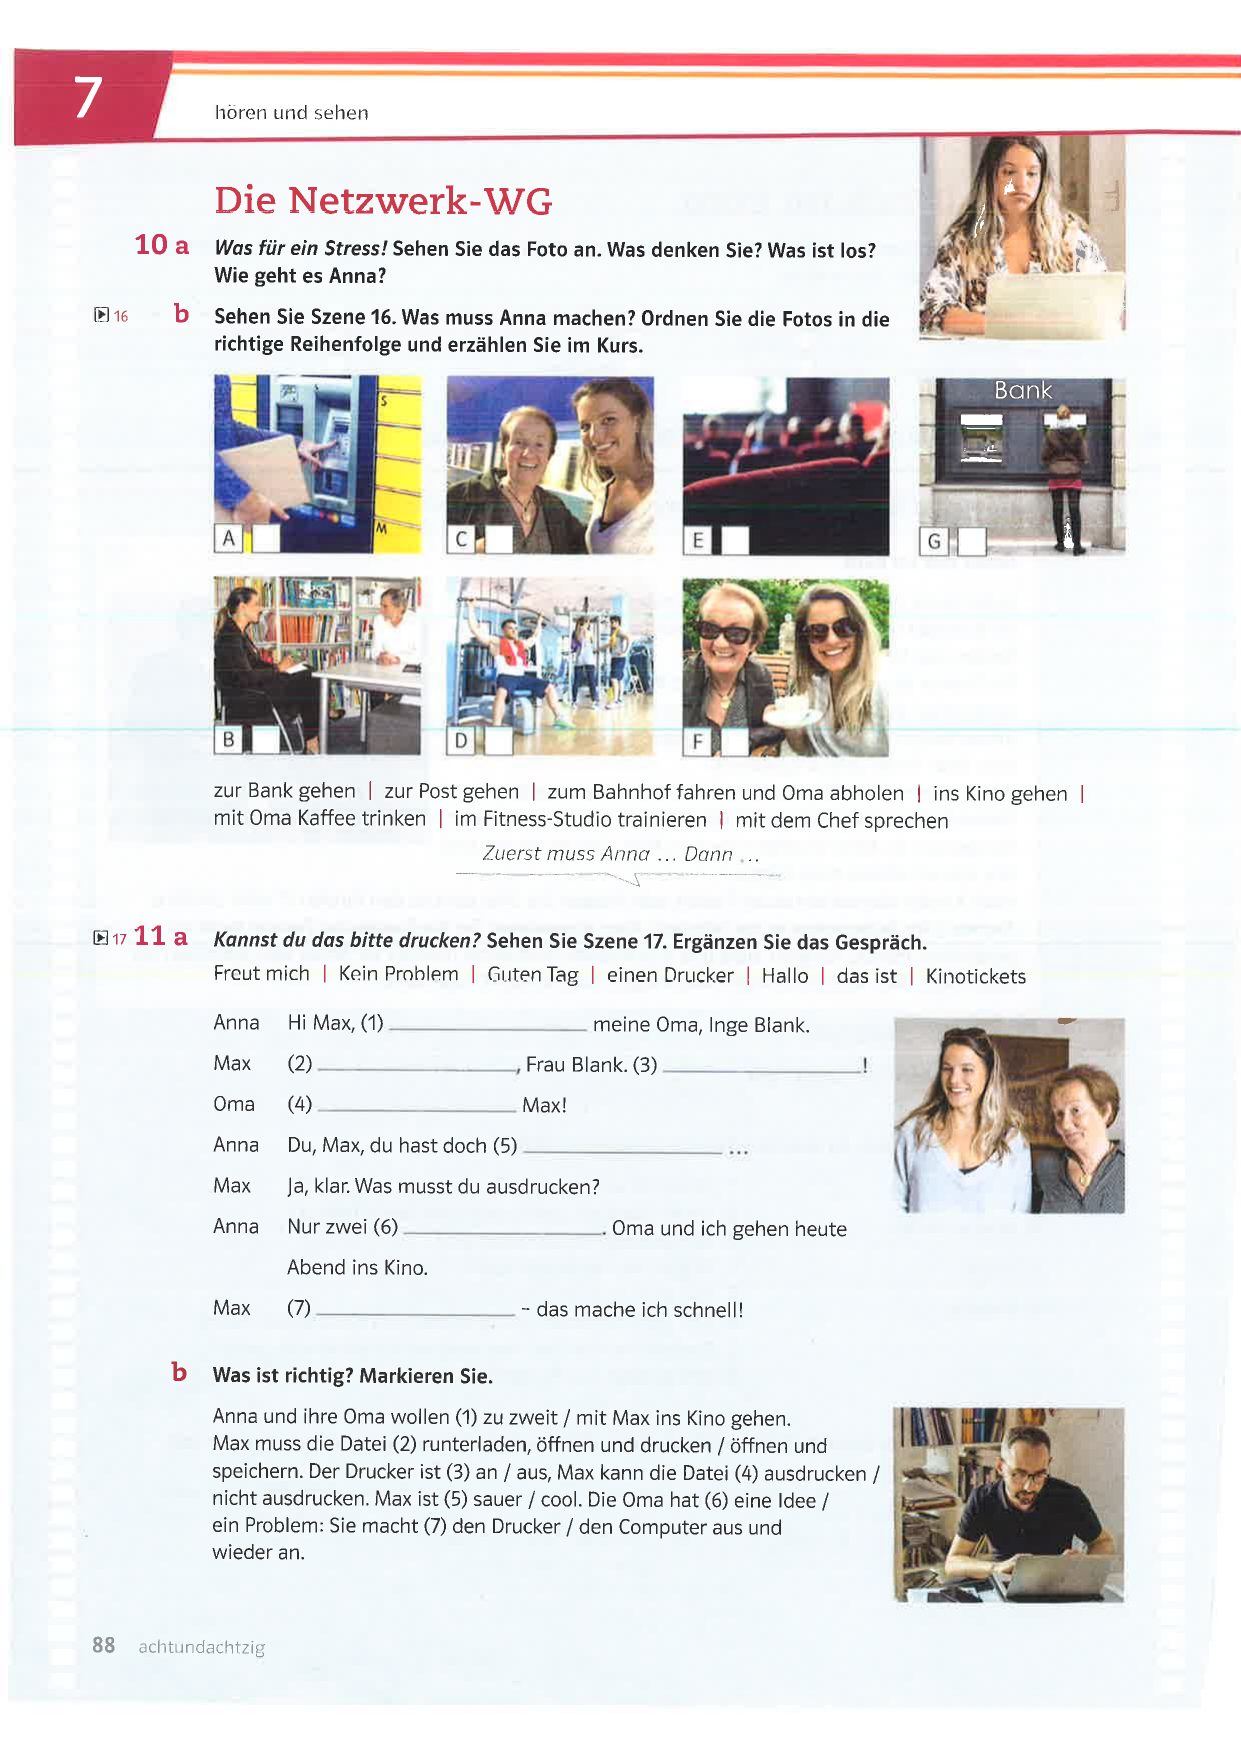 7
hören und sehen
Die Netzwerk-WG
10 a Was für ein Stress! Sehen Sie das Foto an. Was denken Sie? Was ist los?
Wie geht es Anna?
16 b Sehen Sie Szene 16. Was muss Anna machen? Ordnen Sie die Fotos in die
richtige Reihenfolge und erzählen Sie im Kurs.
Bank
S
M
A
C
E
G
B
D
F
zur Bank gehen | zur Post gehen | zum Bahnhof fahren und Oma abholen | ins Kino gehen |
mit Oma Kaffee trinken | im Fitness-Studio trainieren | mit dem Chef sprechen
Zuerst muss Anna ... Dann ...
17 11 a Kannst du das bitte drucken? Sehen Sie Szene 17. Ergänzen Sie das Gespräch.
Freut mich | Kein Problem | Guten Tag | einen Drucker | Hallo | das ist | Kinotickets
Anna Hi Max, (1) ____ meine Oma, Inge Blank.
Max (2) ____, Frau Blank. (3) ____!
Oma (4) ____ Max!
Anna Du, Max, du hast doch (5) ____ ...
Max Ja, klar. Was musst du ausdrucken?
Anna Nur zwei (6) ____. Oma und ich gehen heute
Abend ins Kino.
Max (7) ____ – das mache ich schnell!
b Was ist richtig? Markieren Sie.
Anna und ihre Oma wollen (1) zu zweit / mit Max ins Kino gehen.
Max muss die Datei (2) runterladen, öffnen und drucken / öffnen und
speichern. Der Drucker ist (3) an / aus, Max kann die Datei (4) ausdrucken /
nicht ausdrucken. Max ist (5) sauer / cool. Die Oma hat (6) eine Idee /
ein Problem: Sie macht (7) den Drucker / den Computer aus und
wieder an.
88 achtundachtzig